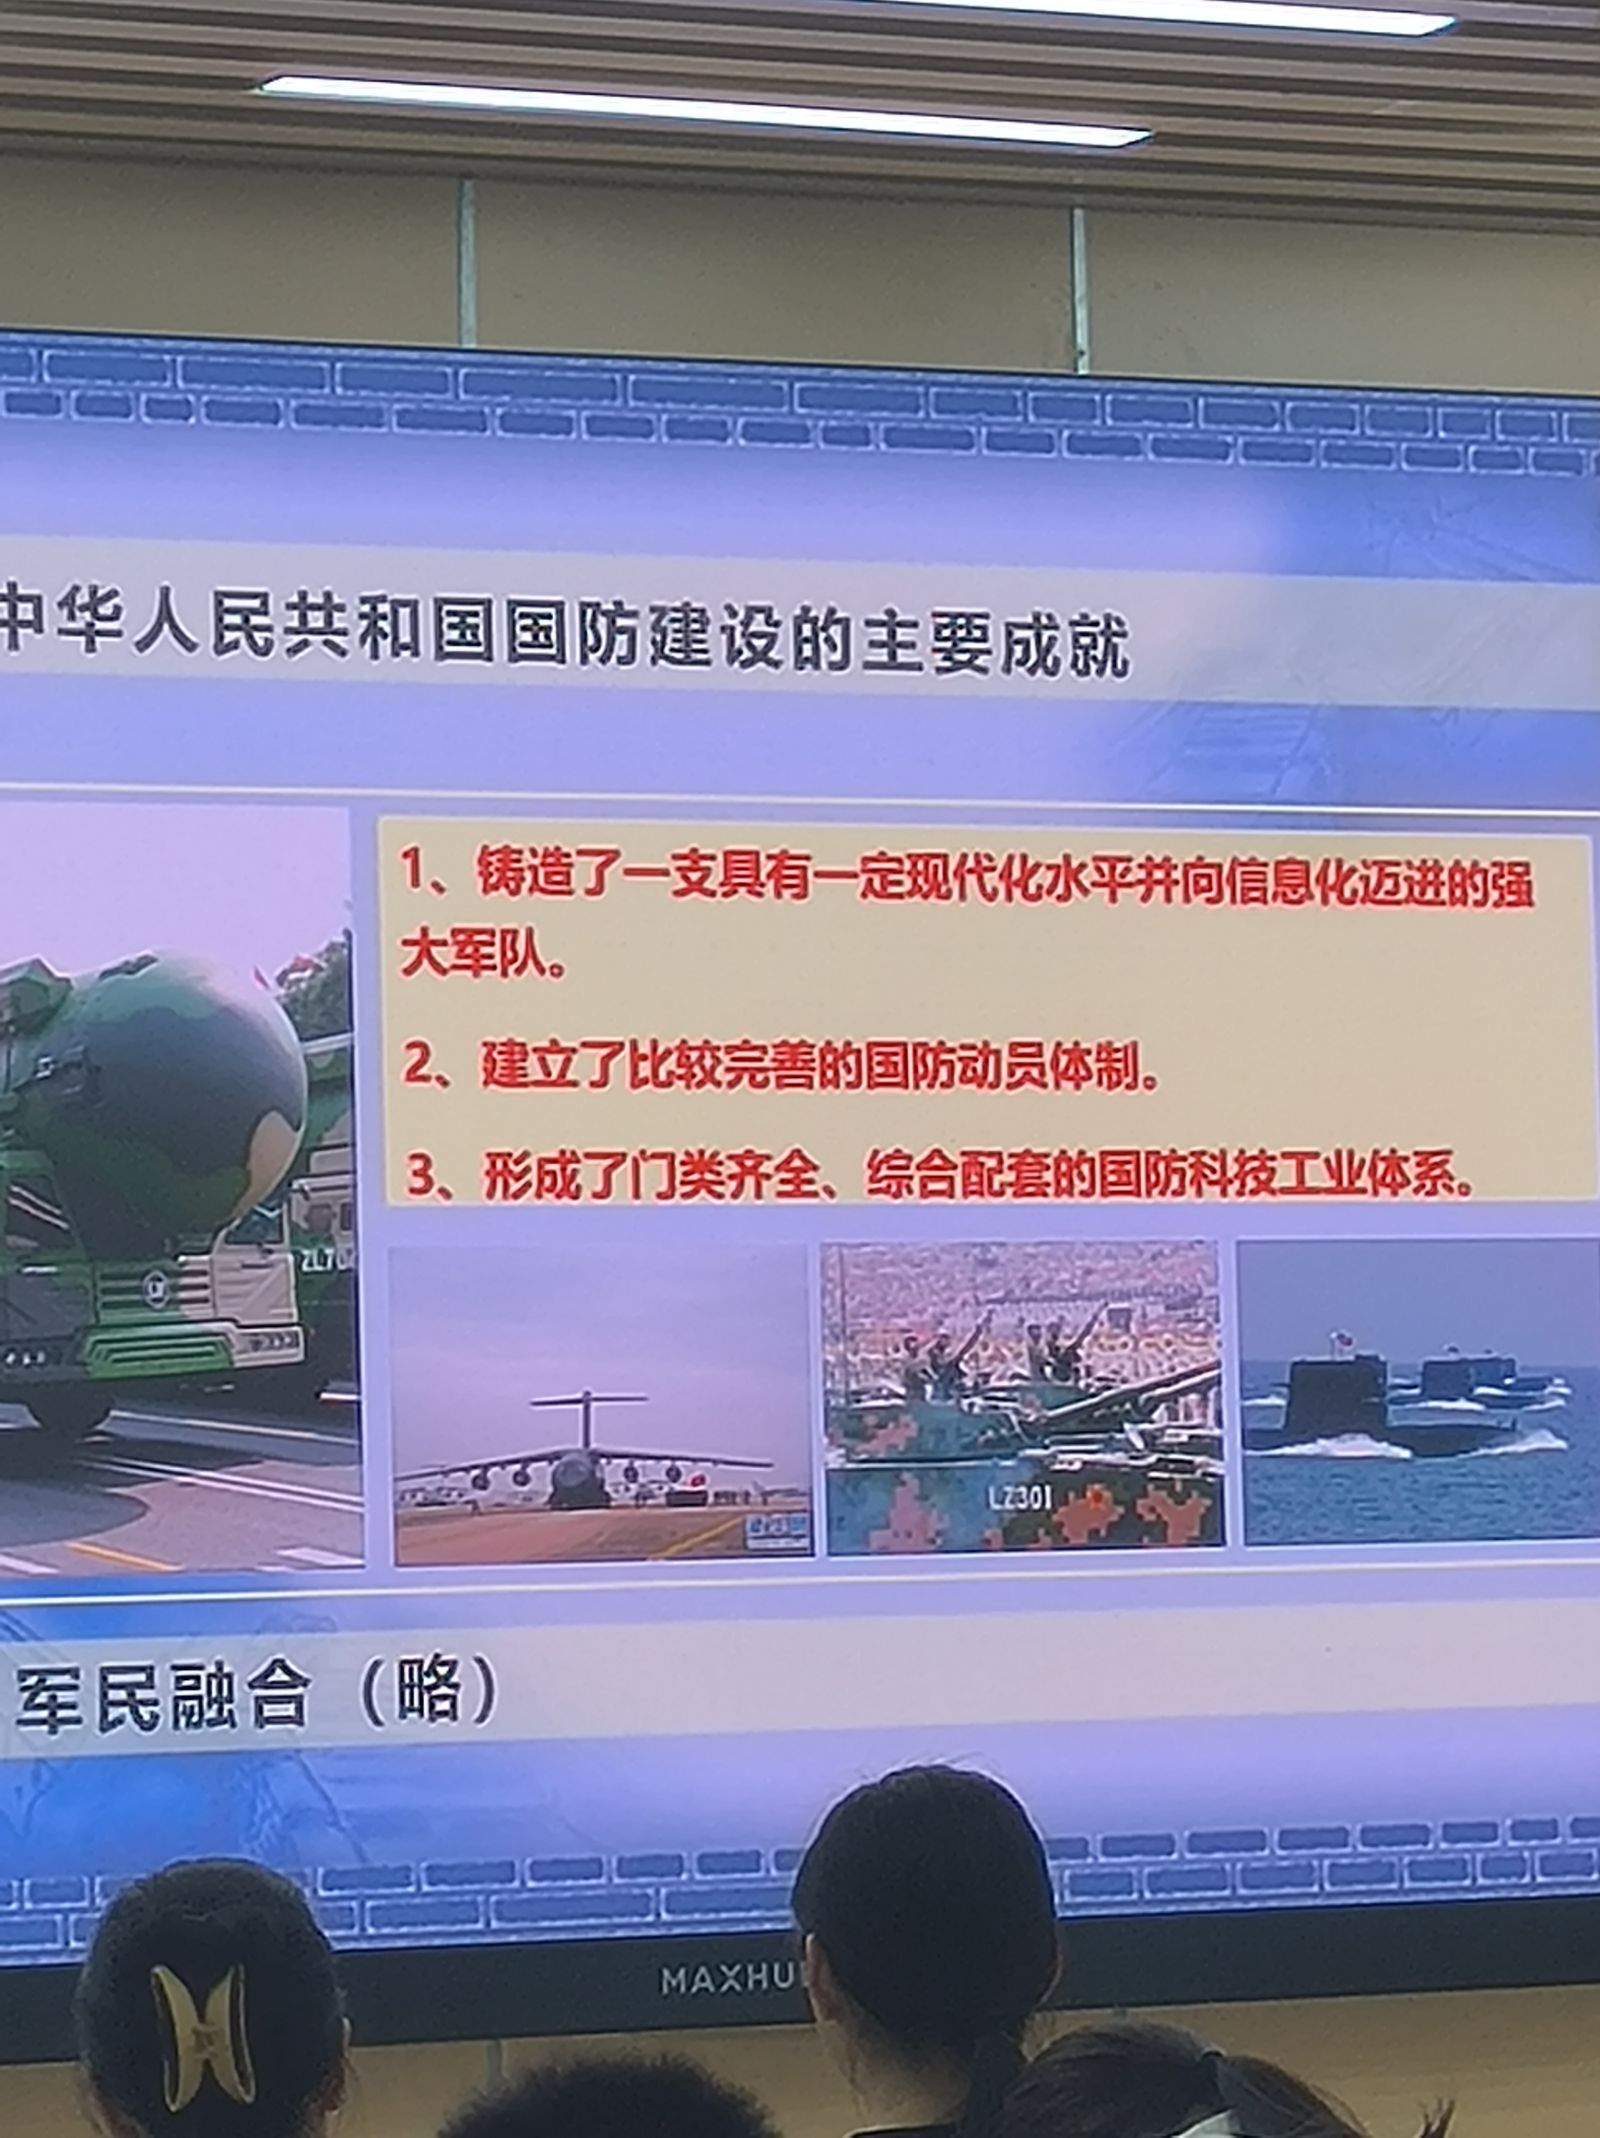 中华人民共和国国防建设的主要成就
1、铸造了一支具有一定现代化水平并向信息化迈进的强
大军队。
2、建立了比较完善的国防动员体制。
3、形成了门类齐全、综合配套的国防科技工业体系。
LZ301
军民融合（略）